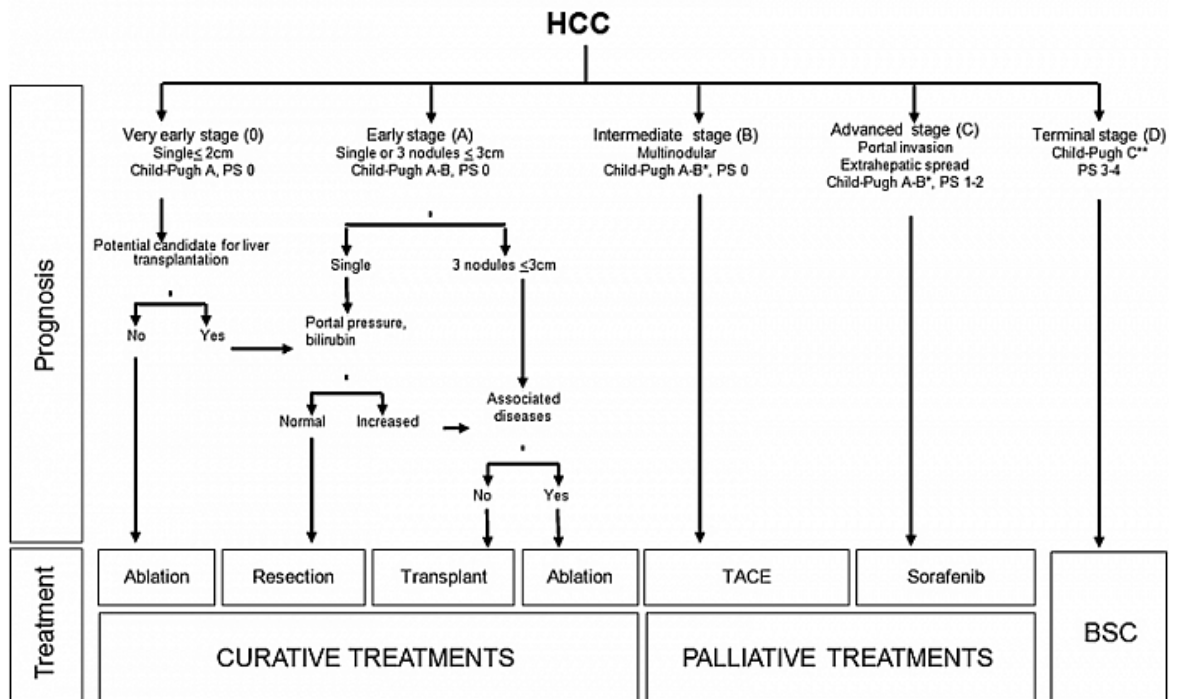 HCC
Prognosis
Very early stage (0)
Single≤ 2cm
Child-Pugh A, PS 0
Early stage (A)
Single or 3 nodules ≤ 3cm
Child-Pugh A-B, PS 0
Intermediate stage (B)
Multinodular
Child-Pugh A-B*, PS 0
Advanced stage (C)
Portal invasion
Extrahepatic spread
Child-Pugh A-B*, PS 1-2
Terminal stage (D)
Child-Pugh C**
PS 3-4
Potential candidate for liver
transplantation
No
Yes
Single
3 nodules ≤3cm
Portal pressure,
bilirubin
Normal
Increased
Associated
diseases
No
Yes
Treatment
Ablation
Resection
Transplant
Ablation
TACE
Sorafenib
BSC
CURATIVE TREATMENTS
PALLIATIVE TREATMENTS